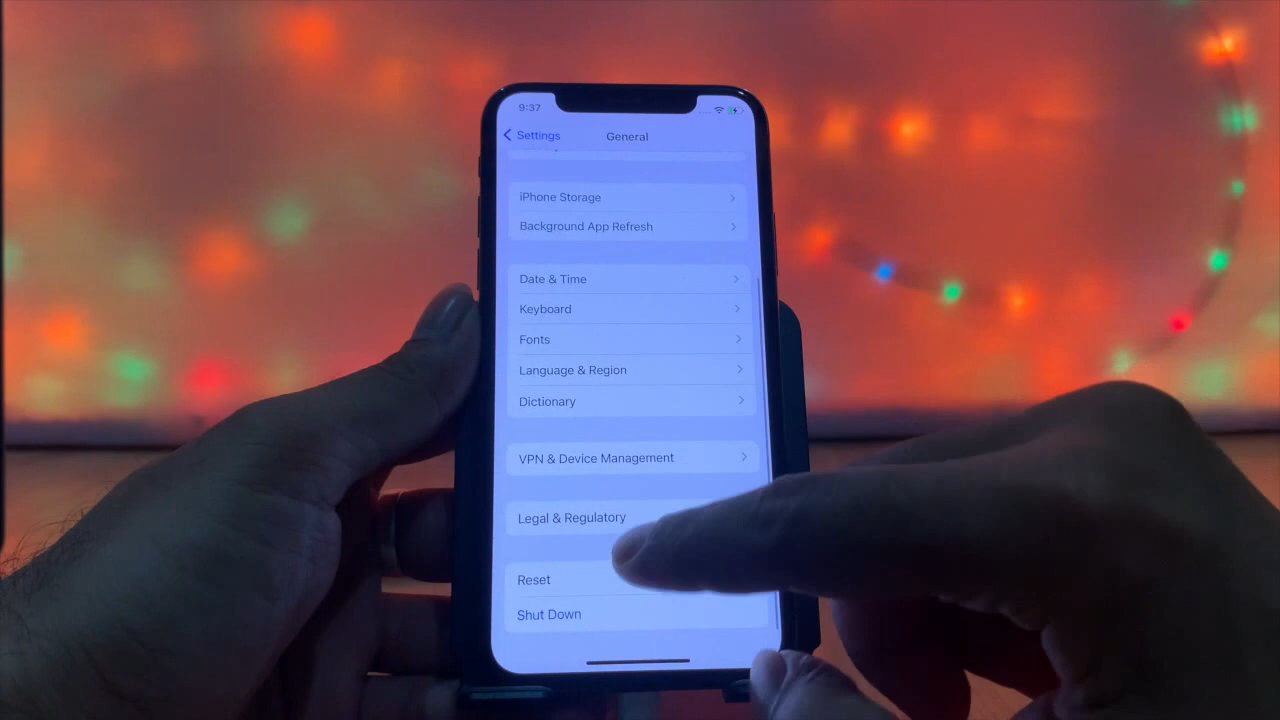 9:37
Settings
General
iPhone Storage
Background App Refresh
Date & Time
Keyboard
Fonts
Language & Region
Dictionary
VPN & Device Management
Legal & Regulatory
Reset
Shut Down